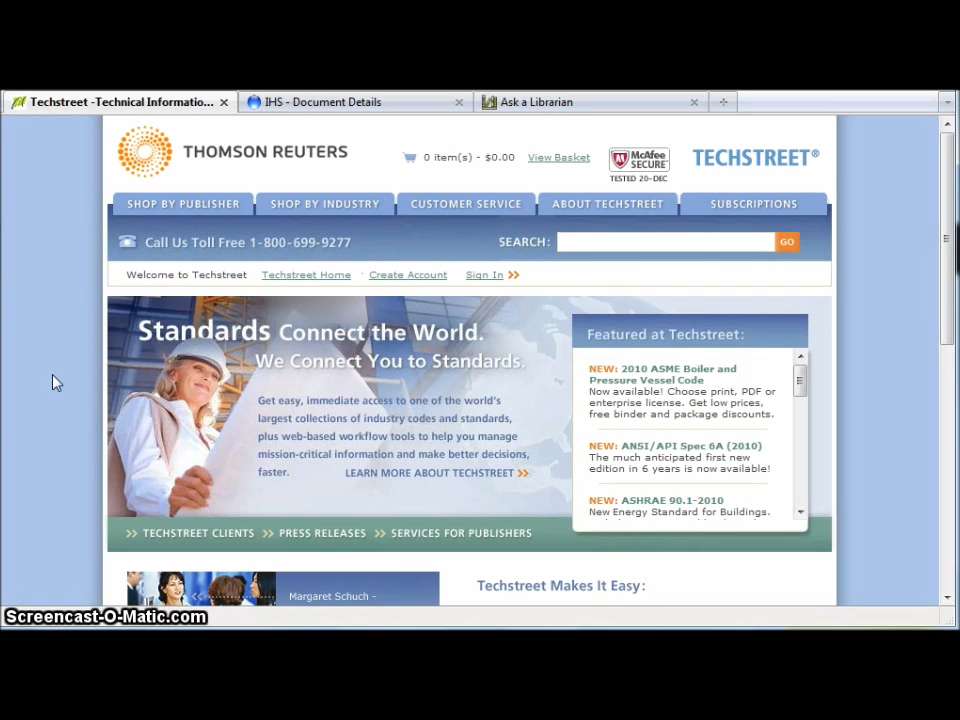 Techstreet -Technical Informatio...
IHS - Document Details
Ask a Librarian
THOMSON REUTERS
0 item(s) - $0.00 View Basket
McAfee
SECURE
TESTED 20-DEC
TECHSTREET®
SHOP BY PUBLISHER
SHOP BY INDUSTRY
CUSTOMER SERVICE
ABOUT TECHSTREET
SUBSCRIPTIONS
Call Us Toll Free 1-800-699-9277
SEARCH:
GO
Welcome to Techstreet Techstreet Home Create Account Sign In
Standards Connect the World.
We Connect You to Standards.
Get easy, immediate access to one of the world's
largest collections of industry codes and standards,
plus web-based workflow tools to help you manage
mission-critical information and make better decisions,
faster.
LEARN MORE ABOUT TECHSTREET
Featured at Techstreet:
NEW: 2010 ASME Boiler and
Pressure Vessel Code
Now available! Choose print, PDF or
enterprise license. Get low prices,
free binder and package discounts.
NEW: ANSI/API Spec 6A (2010)
The much anticipated first new
edition in 6 years is now available!
NEW: ASHRAE 90.1-2010
New Energy Standard for Buildings.
TECHSTREET CLIENTS
PRESS RELEASES
SERVICES FOR PUBLISHERS
Margaret Schuch -
Techstreet Makes It Easy:
Screencast-O-Matic.com